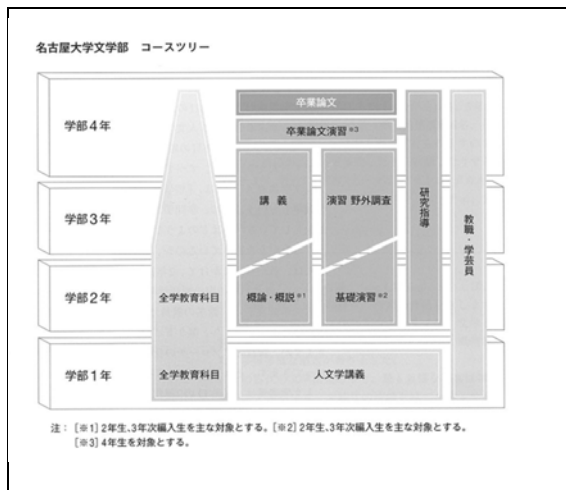 名古屋大学文学部 コースツリー
学部4年
卒業論文
卒業論文演習※3
学部3年
講義
演習 野外調査
研究指導
教職・学芸員
学部2年
全学教育科目
概論・概説※1
基礎演習※2
学部1年
全学教育科目
人文学講義
注：［※1］2年生、3年次編入生を主な対象とする。［※2］2年生、3年次編入生を主な対象とする。
［※3］4年生を対象とする。